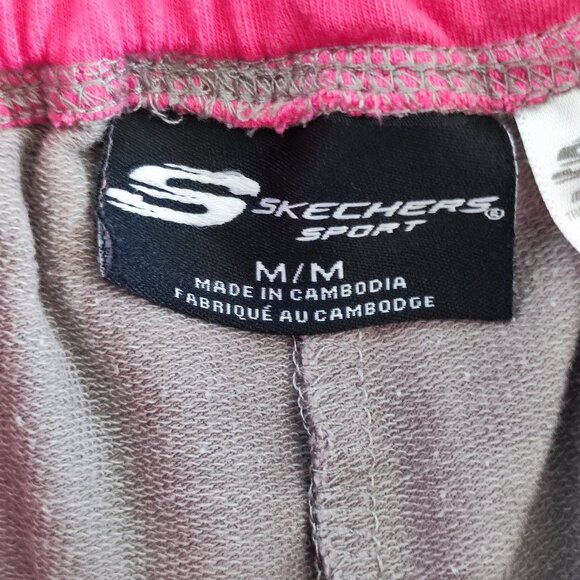 SKECHERS®
SPORT
M/M
MADE IN CAMBODIA
FABRIQUÉ AU CAMBODGE